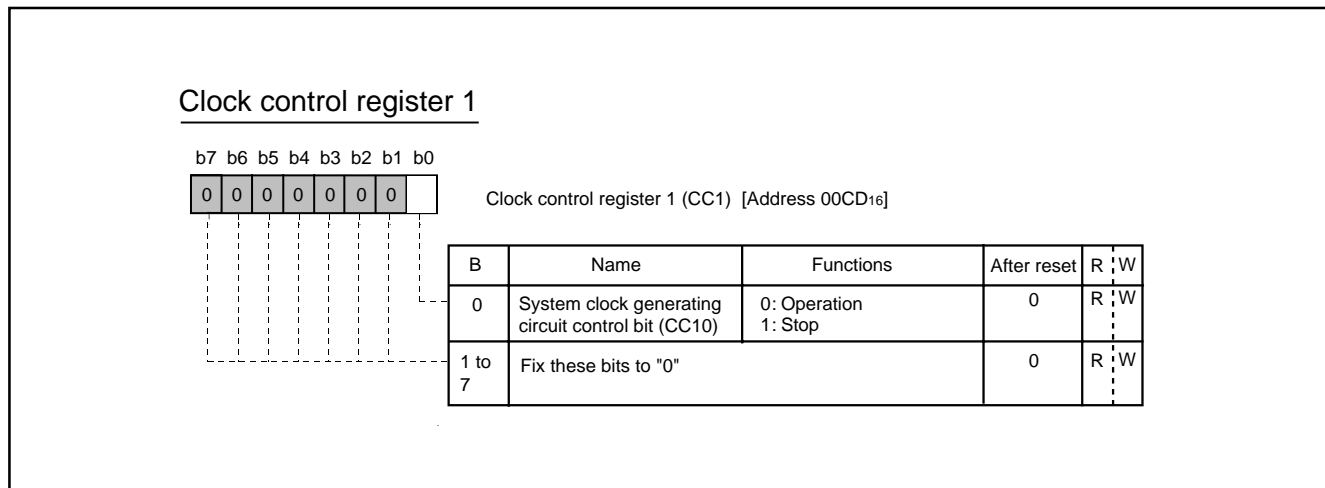 Clock control register 1
b7 b6 b5 b4 b3 b2 b1 b0
0 0 0 0 0 0 0
Clock control register 1 (CC1) [Address 00CD16]
B Name Functions After reset R W
0 System clock generating circuit control bit (CC10) 0: Operation 1: Stop 0 R W
1 to 7 Fix these bits to "0" 0 R W